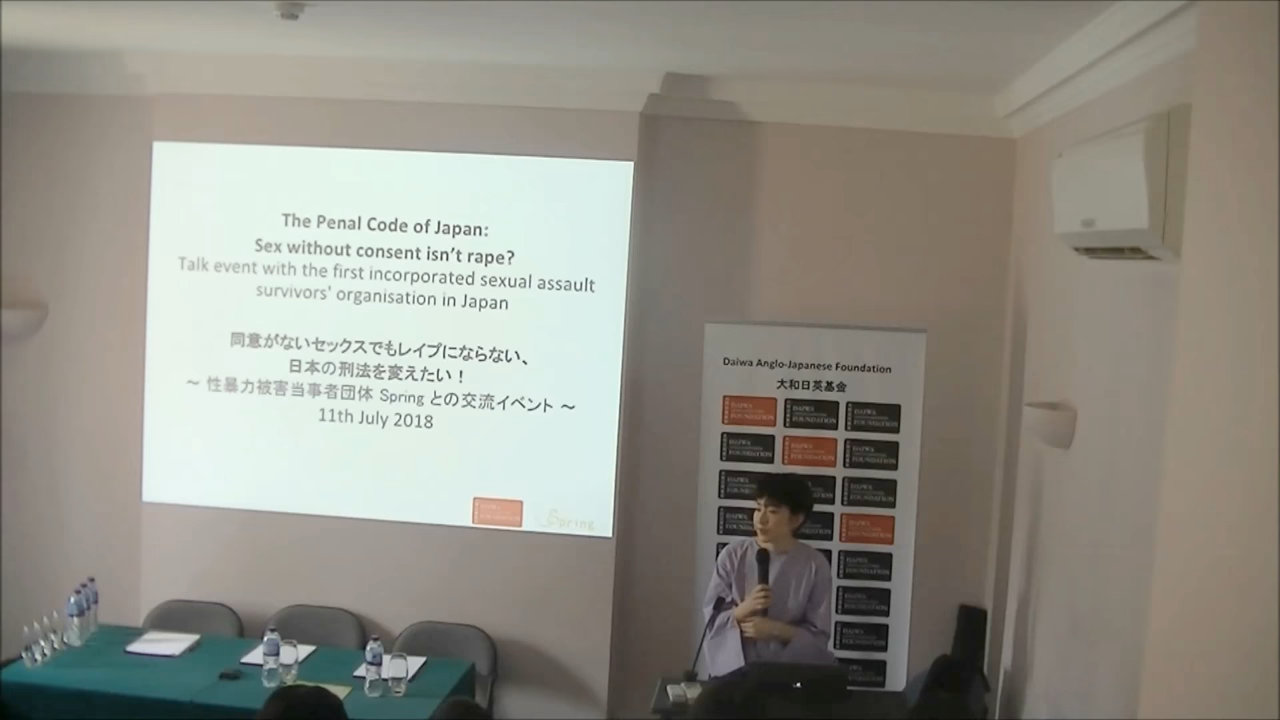 The Penal Code of Japan:
Sex without consent isn't rape?
Talk event with the first incorporated sexual assault
survivors' organisation in Japan
同意がないセックスでもレイプにならない、
日本の刑法を変えたい！
～ 性暴力被害当事者団体 Spring との交流イベント ～
11th July 2018
Spring
Daiwa Anglo-Japanese Foundation
大和日英基金
DAIWA FOUNDATION